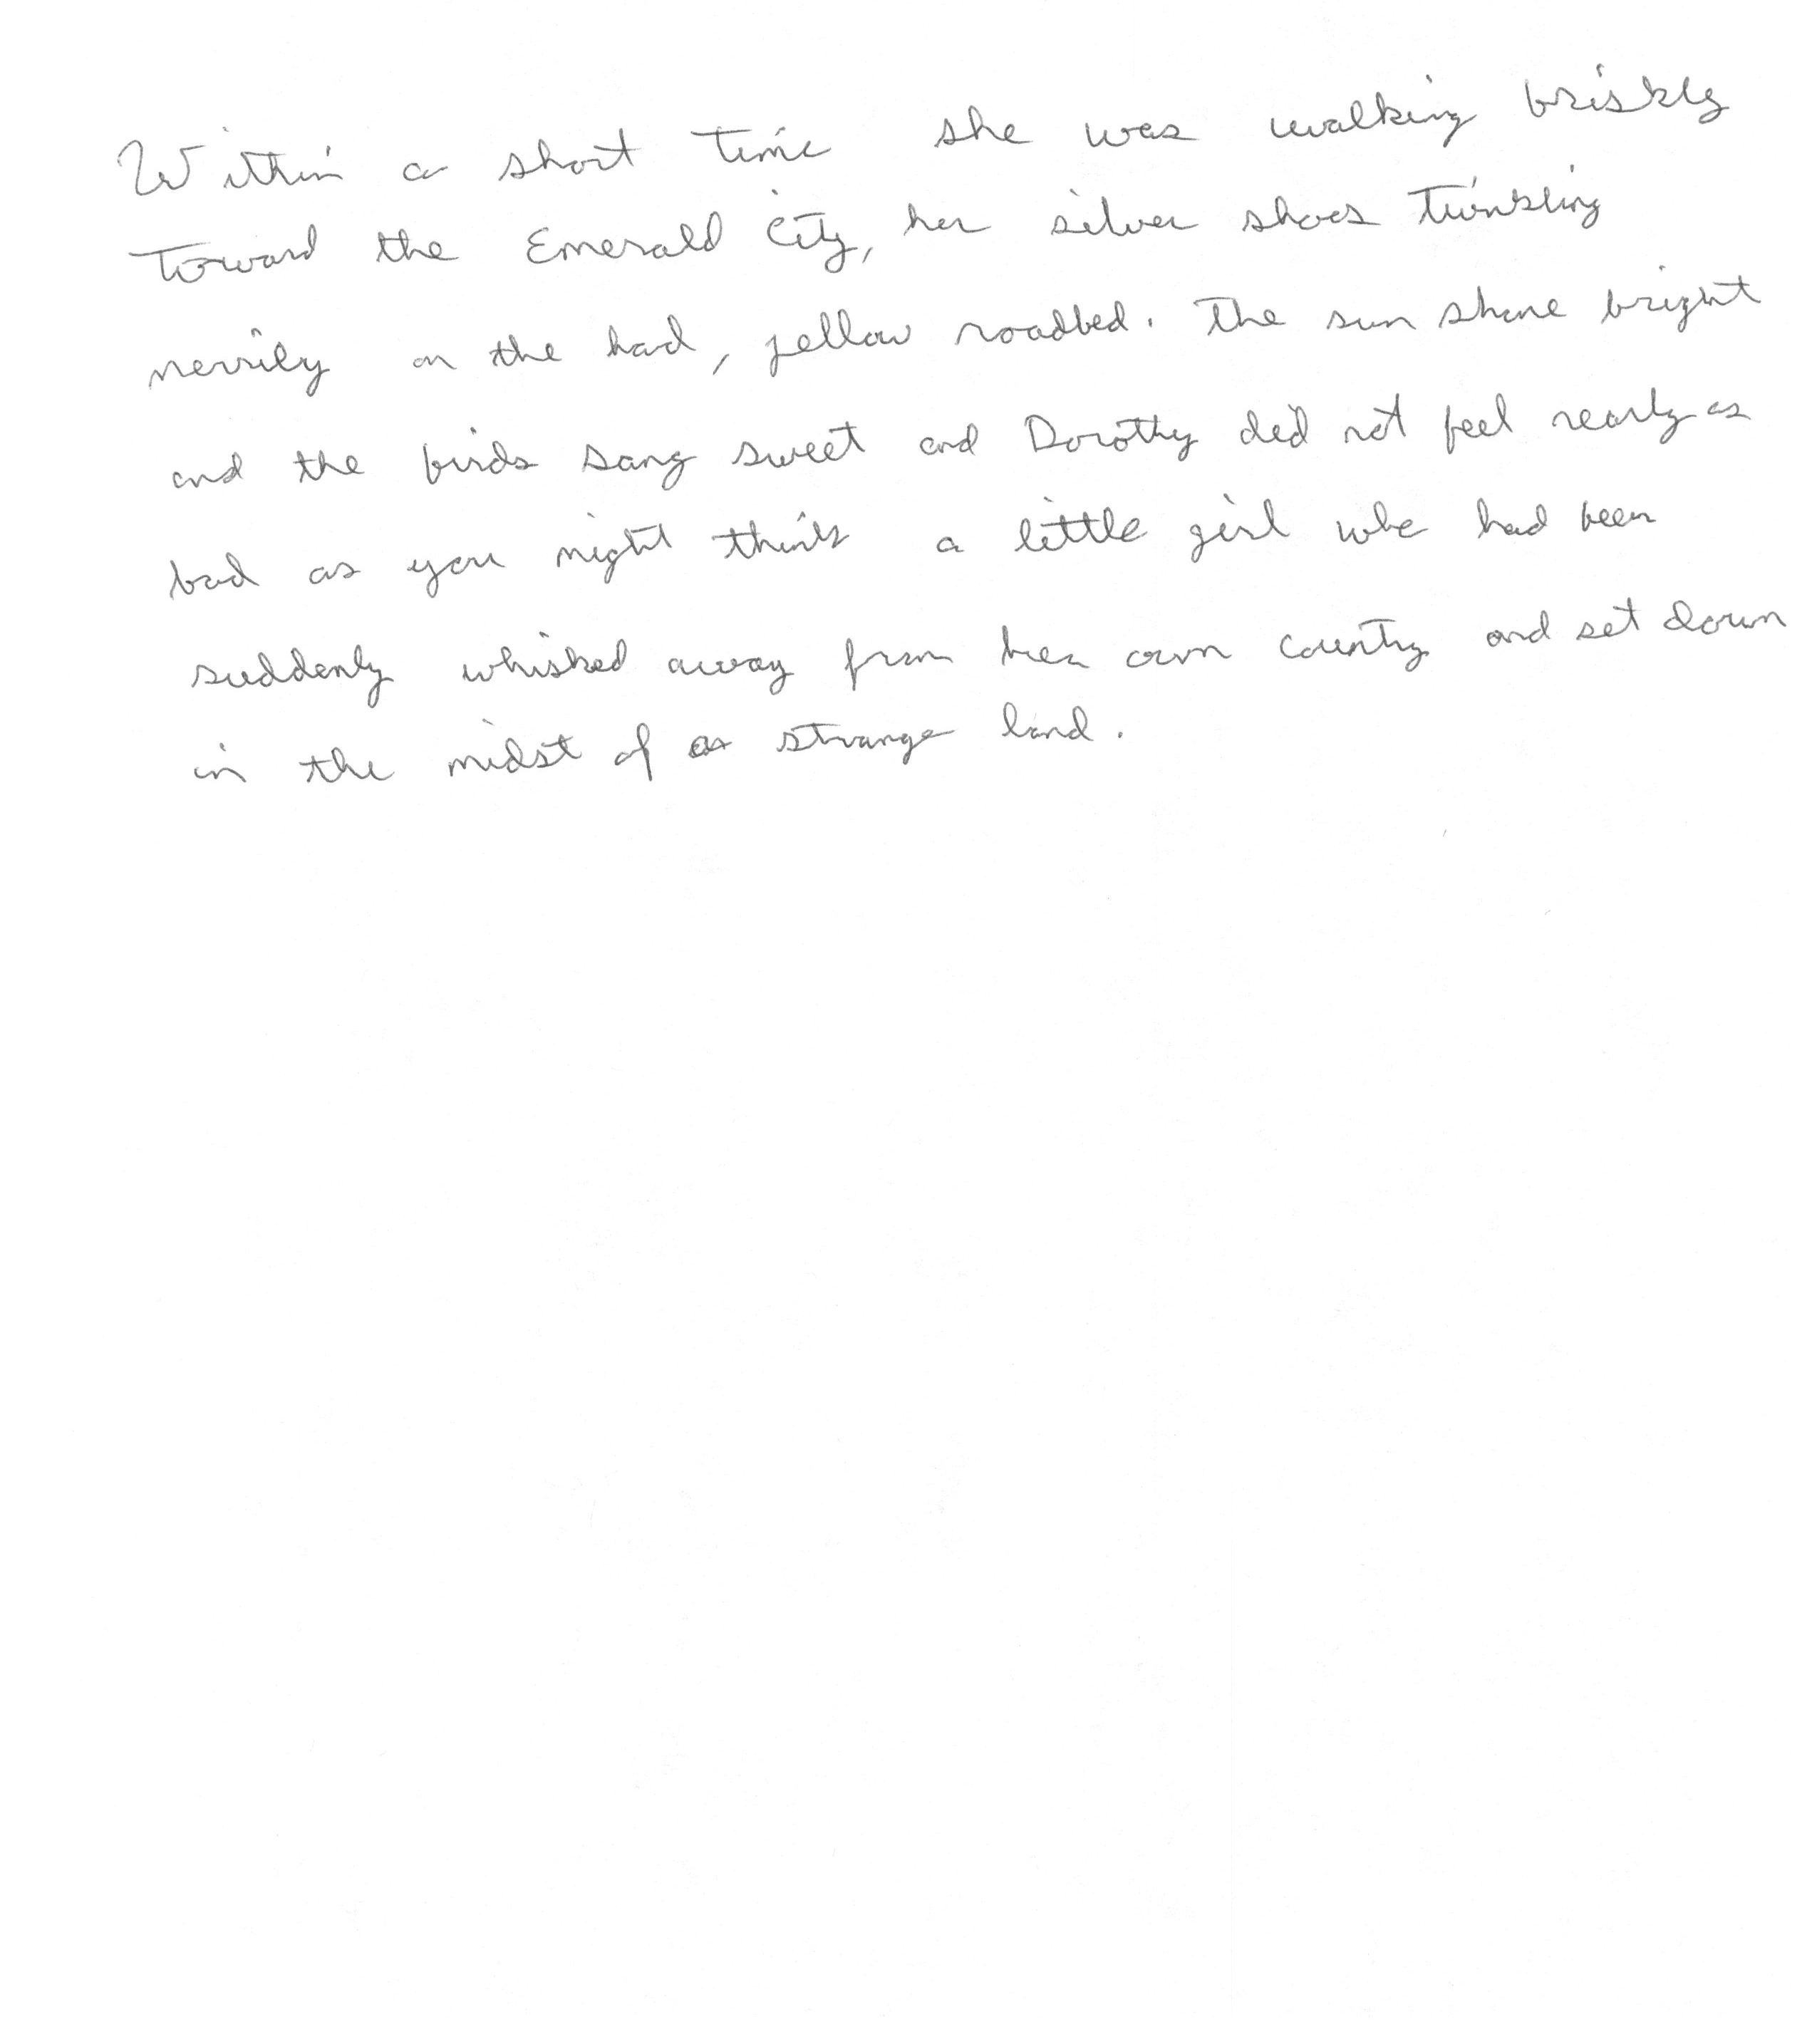 Within a short time she was walking briskly
toward the Emerald City, her silver shoes tinkling
merrily on the hard, yellow roadbed. The sun shone bright
and the birds sang sweet and Dorothy did not feel nearly as
bad as you might think a little girl who had been
suddenly whisked away from her own country and set down
in the midst of a strange land.